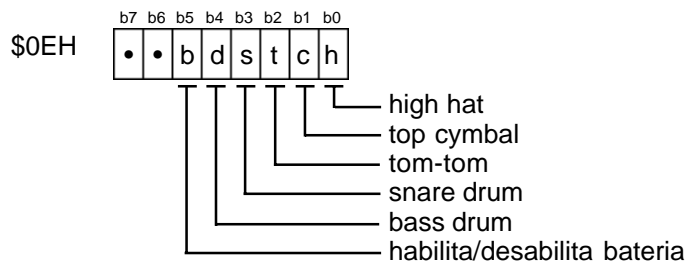 b7 b6 b5 b4 b3 b2 b1 b0
$0EH • • b d s t c h
high hat
top cymbal
tom-tom
snare drum
bass drum
habilita/desabilita bateria